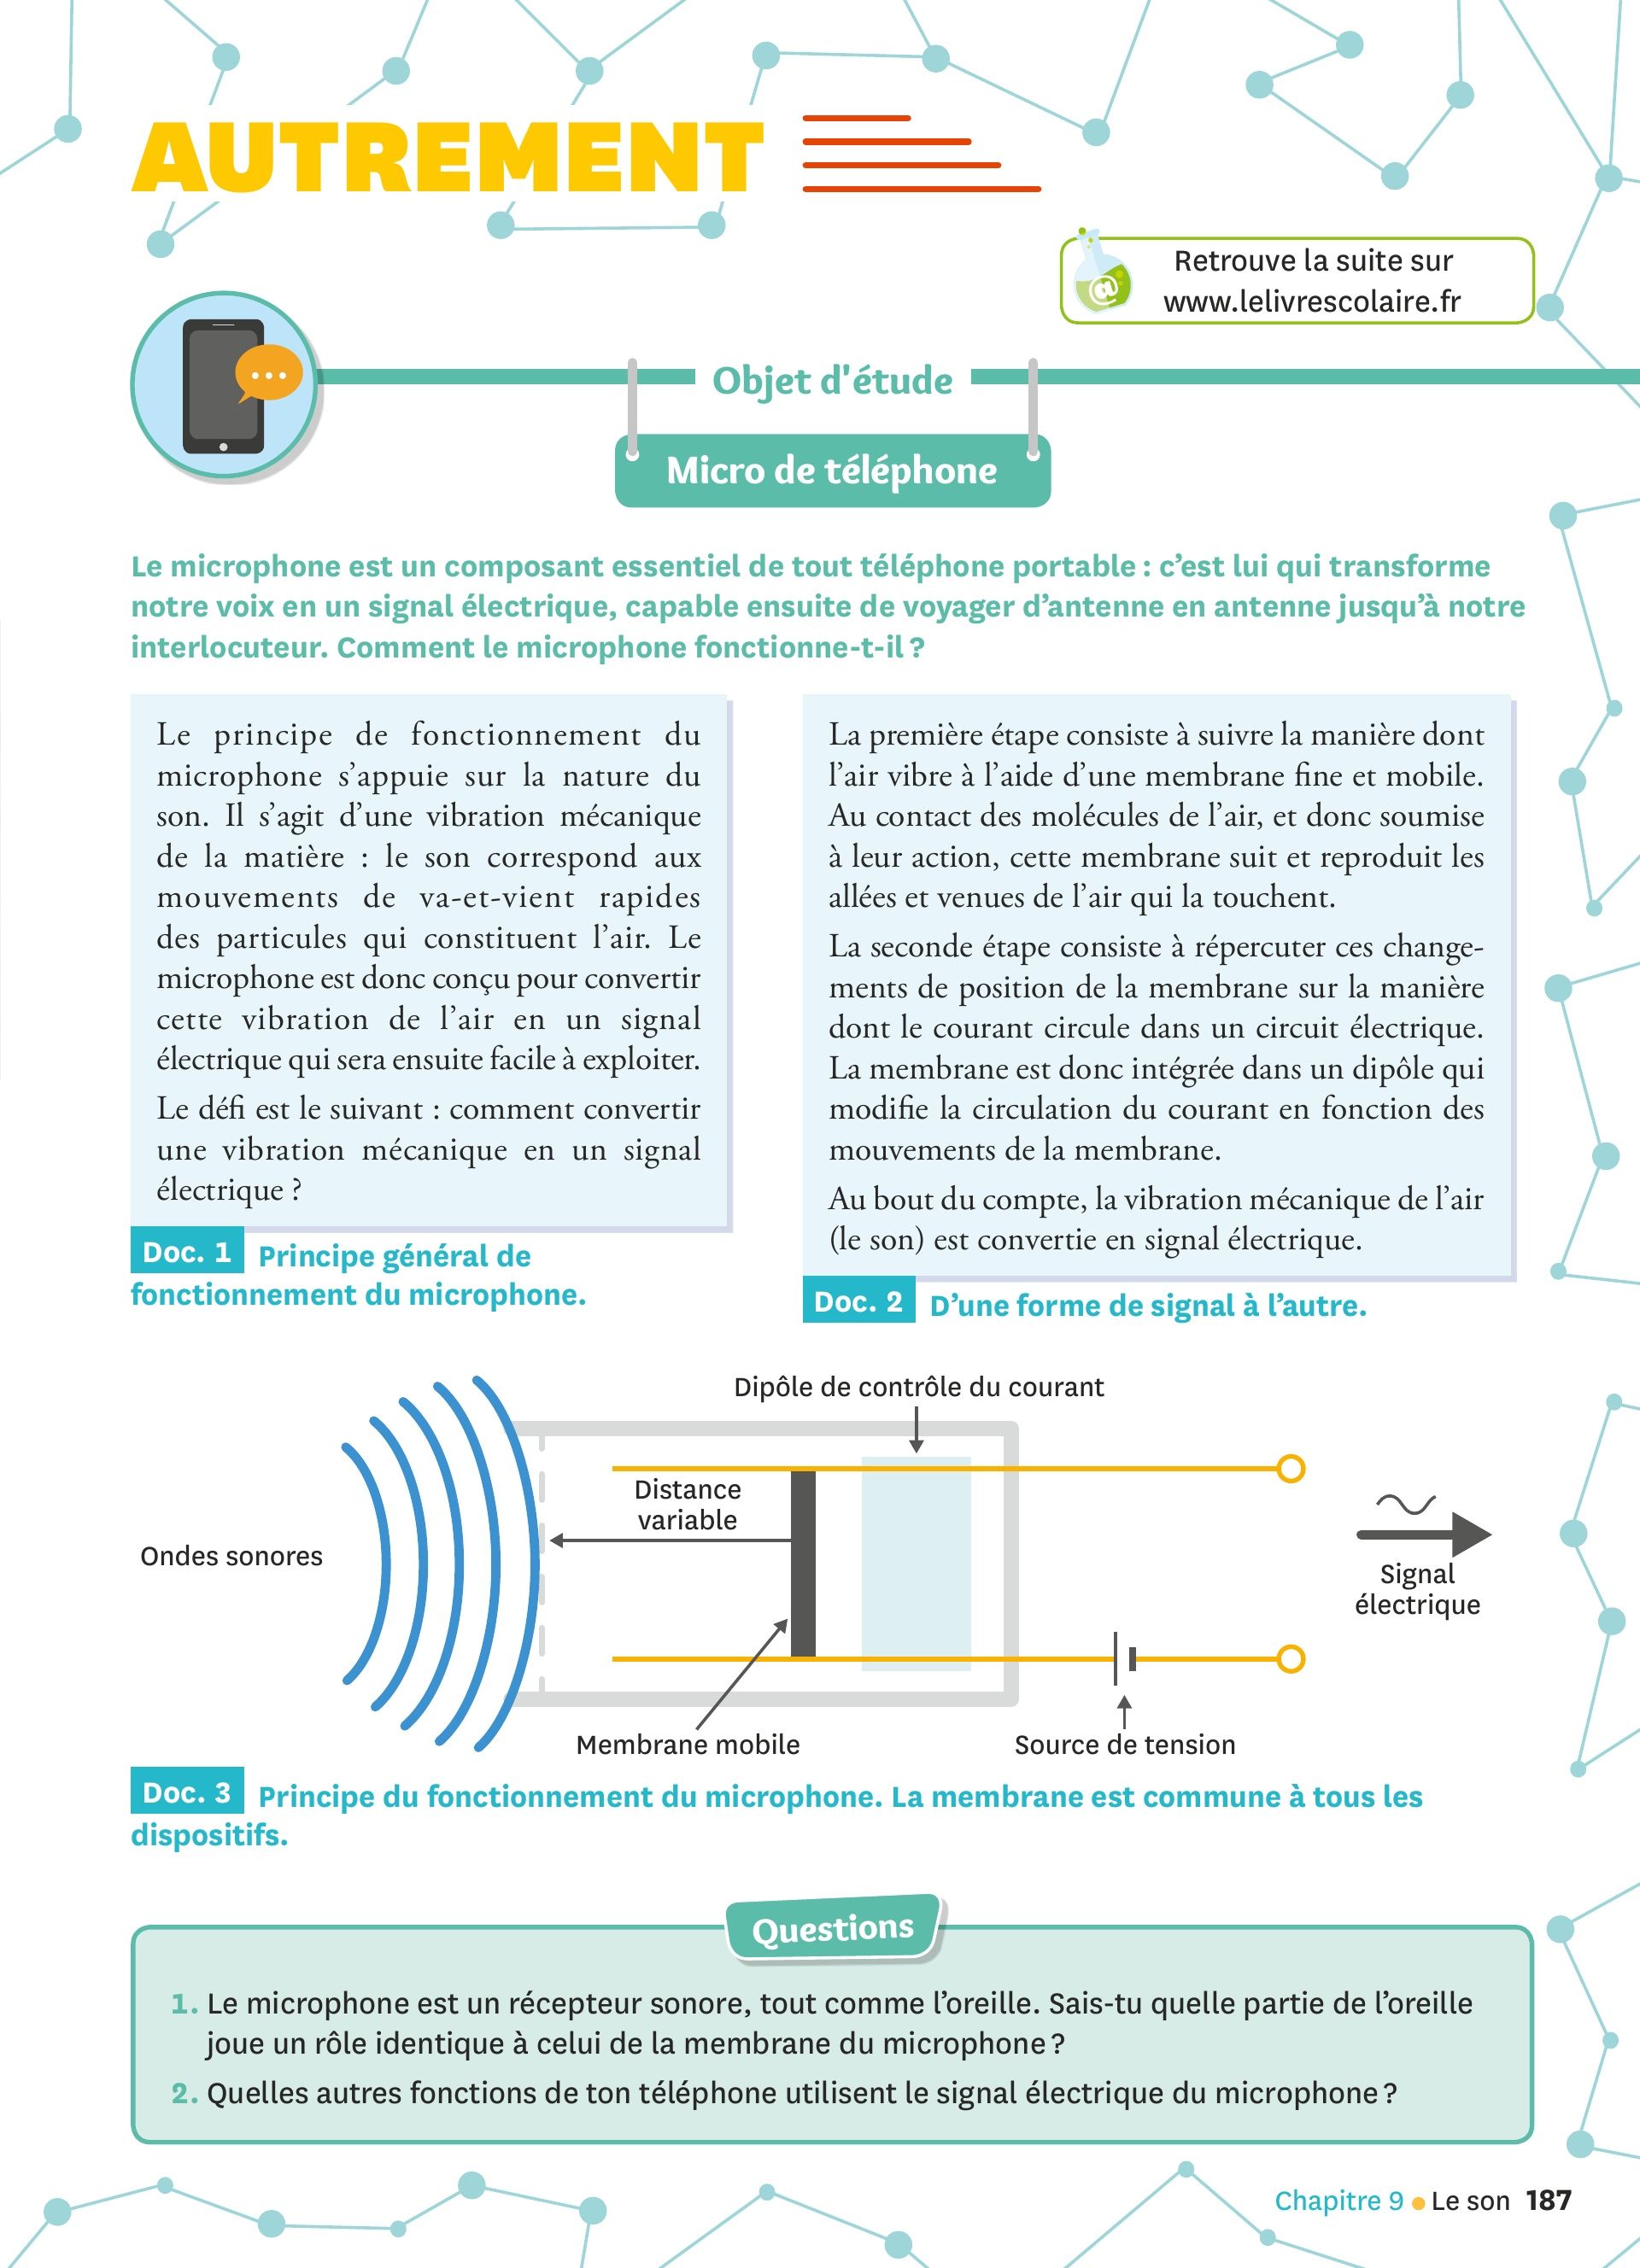 AUTREMENT
Retrouve la suite sur
www.lelivrescolaire.fr
Objet d'étude
Micro de téléphone
Le microphone est un composant essentiel de tout téléphone portable : c’est lui qui transforme
notre voix en un signal électrique, capable ensuite de voyager d’antenne en antenne jusqu’à notre
interlocuteur. Comment le microphone fonctionne-t-il ?
Le principe de fonctionnement du
microphone s’appuie sur la nature du
son. Il s’agit d’une vibration mécanique
de la matière : le son correspond aux
mouvements de va-et-vient rapides
des particules qui constituent l’air. Le
microphone est donc conçu pour convertir
cette vibration de l’air en un signal
électrique qui sera ensuite facile à exploiter.
Le défi est le suivant : comment convertir
une vibration mécanique en un signal
électrique ?
Doc. 1 Principe général de
fonctionnement du microphone.
La première étape consiste à suivre la manière dont
l’air vibre à l’aide d’une membrane fine et mobile.
Au contact des molécules de l’air, et donc soumise
à leur action, cette membrane suit et reproduit les
allées et venues de l’air qui la touchent.
La seconde étape consiste à répercuter ces change-
ments de position de la membrane sur la manière
dont le courant circule dans un circuit électrique.
La membrane est donc intégrée dans un dipôle qui
modifie la circulation du courant en fonction des
mouvements de la membrane.
Au bout du compte, la vibration mécanique de l’air
(le son) est convertie en signal électrique.
Doc. 2 D’une forme de signal à l’autre.
Dipôle de contrôle du courant
Distance
variable
Ondes sonores
Signal
électrique
Membrane mobile
Source de tension
Doc. 3 Principe du fonctionnement du microphone. La membrane est commune à tous les
dispositifs.
Questions
1. Le microphone est un récepteur sonore, tout comme l’oreille. Sais-tu quelle partie de l’oreille
joue un rôle identique à celui de la membrane du microphone ?
2. Quelles autres fonctions de ton téléphone utilisent le signal électrique du microphone ?
Chapitre 9 • Le son 187